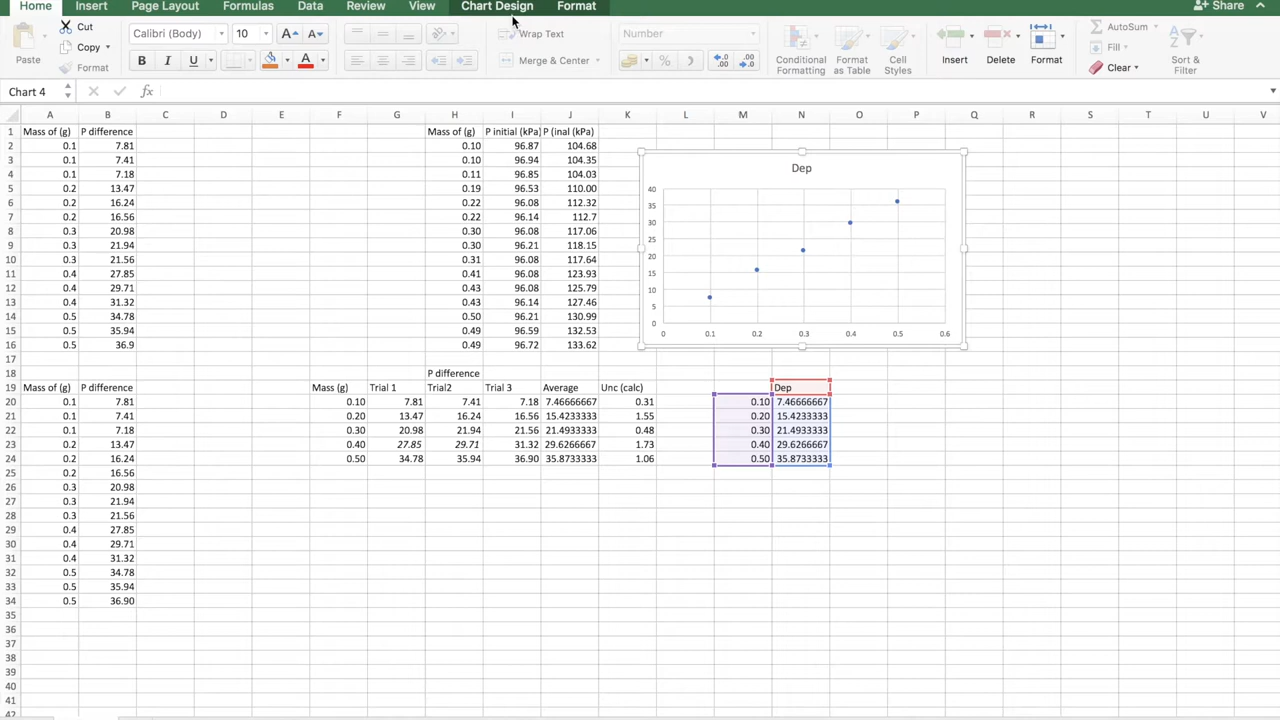 Home Insert Page Layout Formulas Data Review View Chart Design Format Share
Cut Calibri (Body) 10 A A Wrap Text Number AutoSum
Paste Copy Fill
Format B I U A Merge & Center % Conditional Formatting Format as Table Cell Styles Insert Delete Format Clear Sort & Filter
Chart 4 fx
A B C D E F G H I J K L M N O P Q R S T U V
1 Mass of (g) P difference Mass of (g) P initial (kPa) P (inal (kPa)
2 0.1 7.81 0.10 96.87 104.68
3 0.1 7.41 0.10 96.94 104.35
4 0.1 7.18 0.11 96.85 104.03
5 0.2 13.47 0.19 96.53 110.00
6 0.2 16.24 0.22 96.08 112.32
7 0.2 16.56 0.22 96.14 112.7
8 0.3 20.98 0.30 96.08 117.06
9 0.3 21.94 0.30 96.21 118.15
10 0.3 21.56 0.31 96.08 117.64
11 0.4 27.85 0.41 96.08 123.93
12 0.4 29.71 0.43 96.08 125.79
13 0.4 31.32 0.43 96.14 127.46
14 0.5 34.78 0.50 96.21 130.99
15 0.5 35.94 0.49 96.59 132.53
16 0.5 36.9 0.49 96.72 133.62
Dep
40
35
30
25
20
15
10
5
0
0 0.1 0.2 0.3 0.4 0.5 0.6
17
18 P difference
19 Mass of (g) P difference Mass (g) Trial 1 Trial2 Trial 3 Average Unc (calc) Dep
20 0.1 7.81 0.10 7.81 7.41 7.18 7.46666667 0.31 0.10 7.46666667
21 0.1 7.41 0.20 13.47 16.24 16.56 15.4233333 1.55 0.20 15.4233333
22 0.1 7.18 0.30 20.98 21.94 21.56 21.4933333 0.48 0.30 21.4933333
23 0.2 13.47 0.40 27.85 29.71 31.32 29.6266667 1.73 0.40 29.6266667
24 0.2 16.24 0.50 34.78 35.94 36.90 35.8733333 1.06 0.50 35.8733333
25 0.2 16.56
26 0.3 20.98
27 0.3 21.94
28 0.3 21.56
29 0.4 27.85
30 0.4 29.71
31 0.4 31.32
32 0.5 34.78
33 0.5 35.94
34 0.5 36.90
35
36
37
38
39
40
41
42